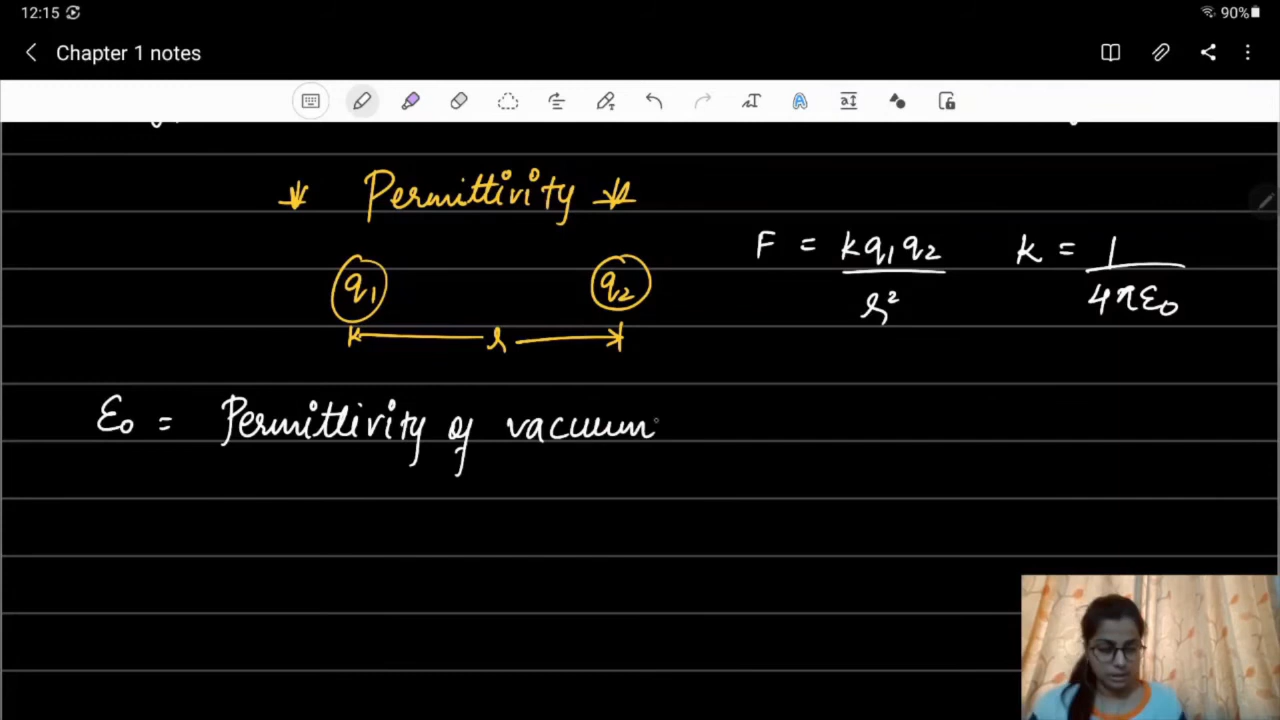 12:15 90%
Chapter 1 notes
Permittivity
q₁ q₂
r
F = kq₁q₂ / r²
k = 1 / 4πε₀
ε₀ = Permittivity of vacuum